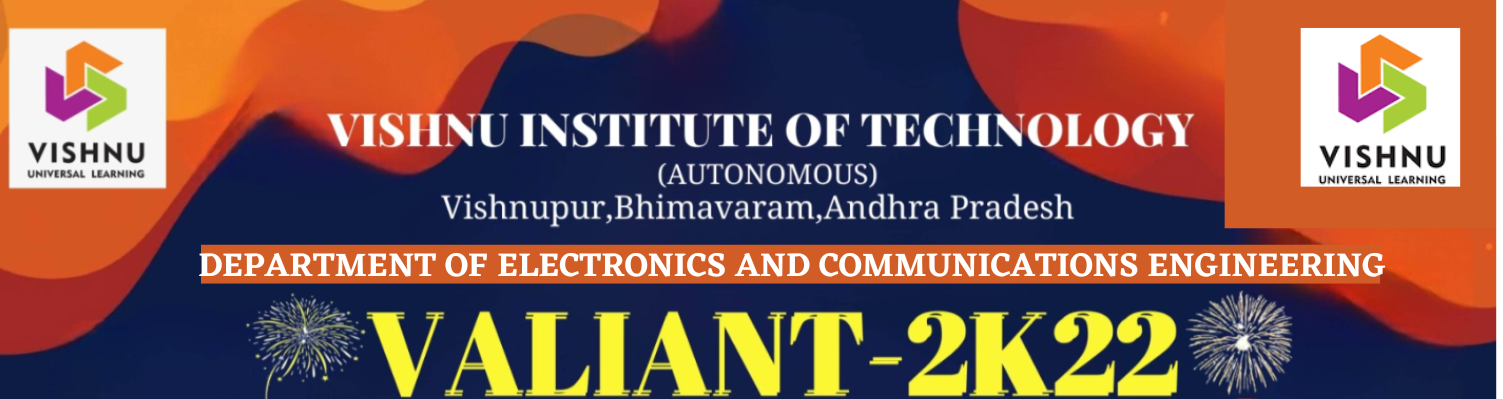 VISHNU
UNIVERSAL LEARNING
VISHNU INSTITUTE OF TECHNOLOGY
(AUTONOMOUS)
Vishnupur,Bhimavaram,Andhra Pradesh
VISHNU
UNIVERSAL LEARNING
DEPARTMENT OF ELECTRONICS AND COMMUNICATIONS ENGINEERING
VALIANT-2K22